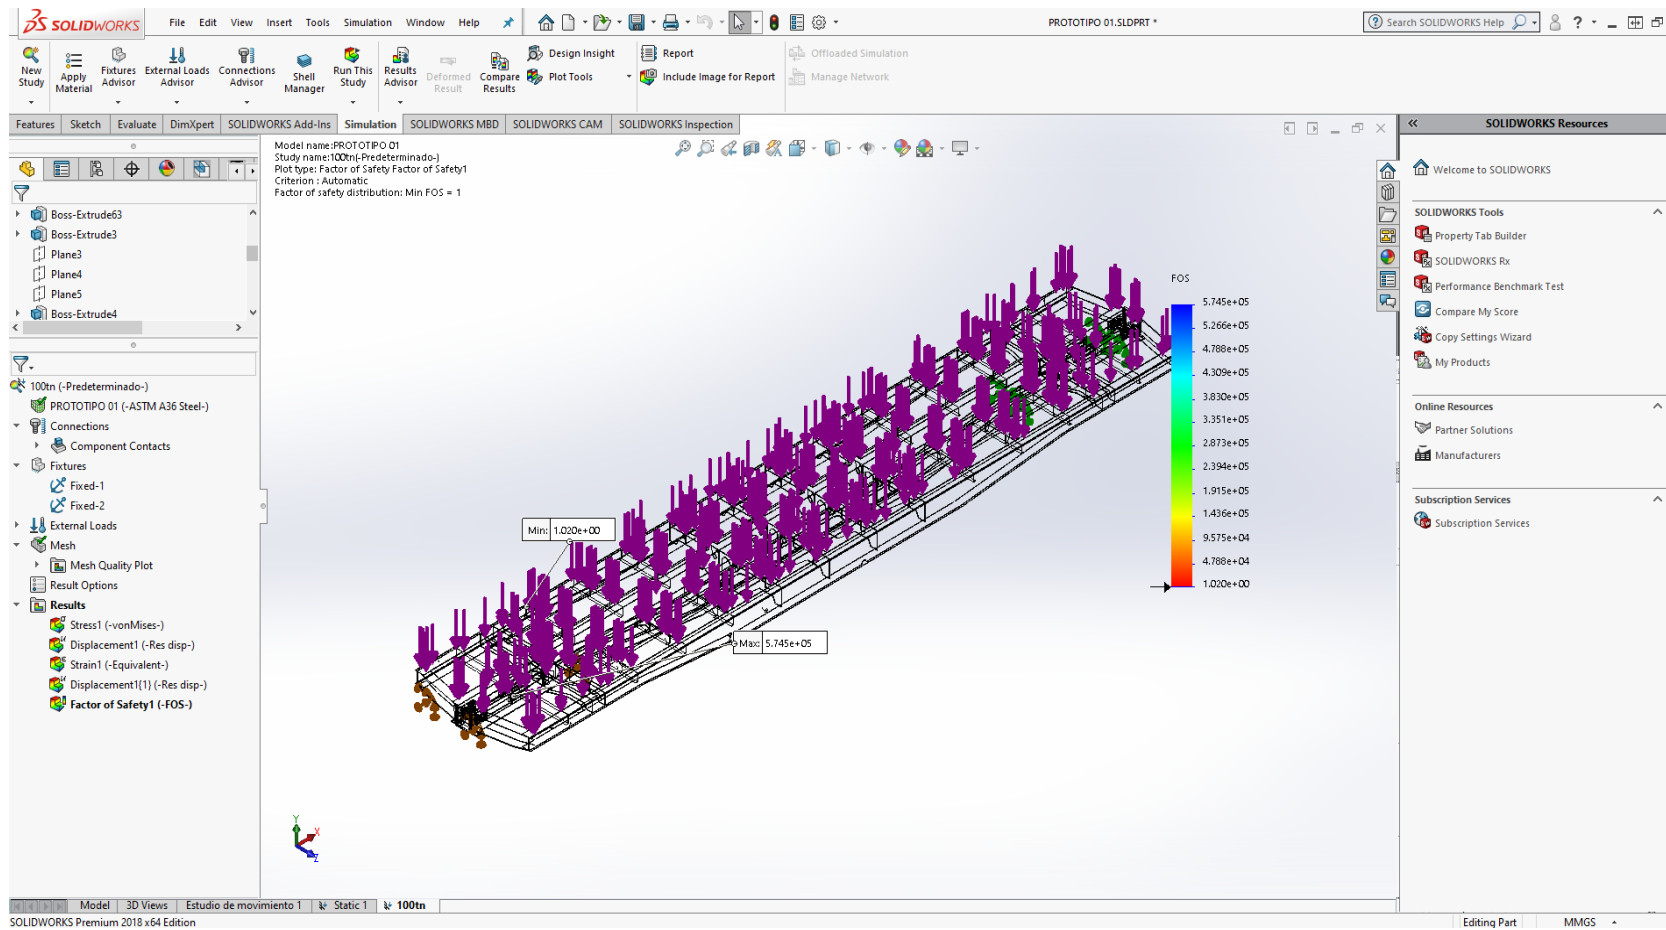 SOLIDWORKS
File Edit View Insert Tools Simulation Window Help
PROTOTIPO 01.SLDPRT *
Search SOLIDWORKS Help
New Study
Apply Material
Fixtures Advisor
External Loads Advisor
Connections Advisor
Shell Manager
Run This Study
Results Advisor
Deformed Result
Compare Results
Design Insight
Plot Tools
Report
Include Image for Report
Offloaded Simulation
Manage Network
Features Sketch Evaluate DimXpert SOLIDWORKS Add-Ins Simulation SOLIDWORKS MBD SOLIDWORKS CAM SOLIDWORKS Inspection
Boss-Extrude63
Boss-Extrude3
Plane3
Plane4
Plane5
Boss-Extrude4
100tn (-Predeterminado-)
PROTOTIPO 01 (-ASTM A36 Steel-)
Connections
Component Contacts
Fixtures
Fixed-1
Fixed-2
External Loads
Mesh
Mesh Quality Plot
Result Options
Results
Stress1 (-vonMises-)
Displacement1 (-Res disp-)
Strain1 (-Equivalent-)
Displacement1{1} (-Res disp-)
Factor of Safety1 (-FOS-)
Model name:PROTOTIPO 01
Study name:100tn(-Predeterminado-)
Plot type: Factor of Safety Factor of Safety1
Criterion : Automatic
Factor of safety distribution: Min FOS = 1
Min: 1.020e+00
Max: 5.745e+05
FOS
5.745e+05
5.266e+05
4.788e+05
4.309e+05
3.830e+05
3.351e+05
2.873e+05
2.394e+05
1.915e+05
1.436e+05
9.575e+04
4.788e+04
1.020e+00
Y
X
Z
SOLIDWORKS Resources
Welcome to SOLIDWORKS
SOLIDWORKS Tools
Property Tab Builder
SOLIDWORKS Rx
Performance Benchmark Test
Compare My Score
Copy Settings Wizard
My Products
Online Resources
Partner Solutions
Manufacturers
Subscription Services
Subscription Services
Model 3D Views Estudio de movimiento 1 Static 1 100tn
SOLIDWORKS Premium 2018 x64 Edition
Editing Part MMGS